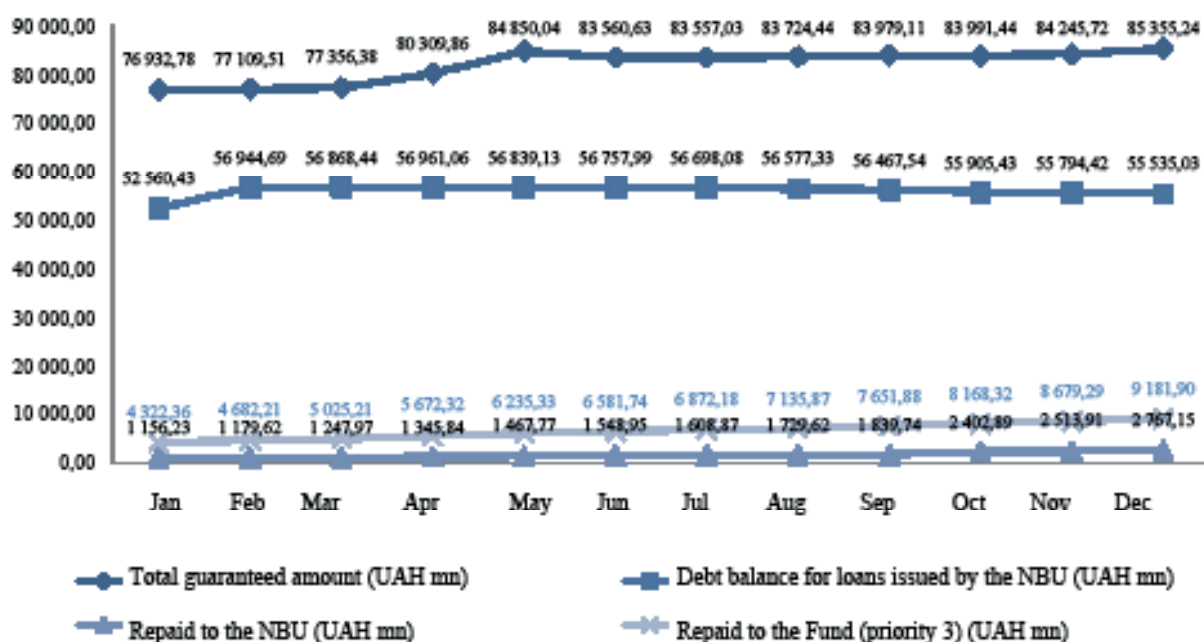 90 000,00
80 000,00
70 000,00
60 000,00
50 000,00
40 000,00
30 000,00
20 000,00
10 000,00
0,00
76 932,78 77 109,51 77 356,38 80 309,86 84 850,04 83 560,63 83 557,03 83 724,44 83 979,11 83 991,44 84 245,72 85 355,24
52 560,43 56 944,69 56 868,44 56 961,06 56 839,13 56 757,99 56 698,08 56 577,33 56 467,54 55 905,43 55 794,42 55 535,03
4 322,36 4 682,21 5 025,21 5 672,32 6 235,33 6 581,74 6 872,18 7 135,87 7 651,88 8 168,32 8 679,29 9 181,90
1 156,23 1 179,62 1 247,97 1 345,84 1 467,77 1 548,95 1 608,87 1 729,62 1 839,74 2 402,89 2 513,91 2 767,15
Jan Feb Mar Apr May Jun Jul Aug Sep Oct Nov Dec
Total guaranteed amount (UAH mn) Debt balance for loans issued by the NBU (UAH mn)
Repaid to the NBU (UAH mn) Repaid to the Fund (priority 3) (UAH mn)